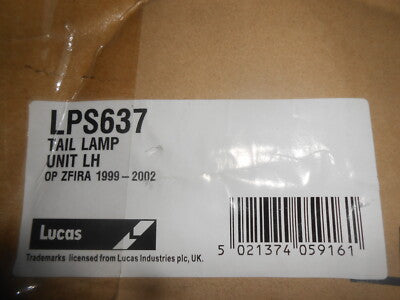 LPS637
TAIL LAMP
UNIT LH
OP ZFIRA 1999-2002
Lucas
5 021374 059161
Trademarks licensed from Lucas Industries plc, UK.